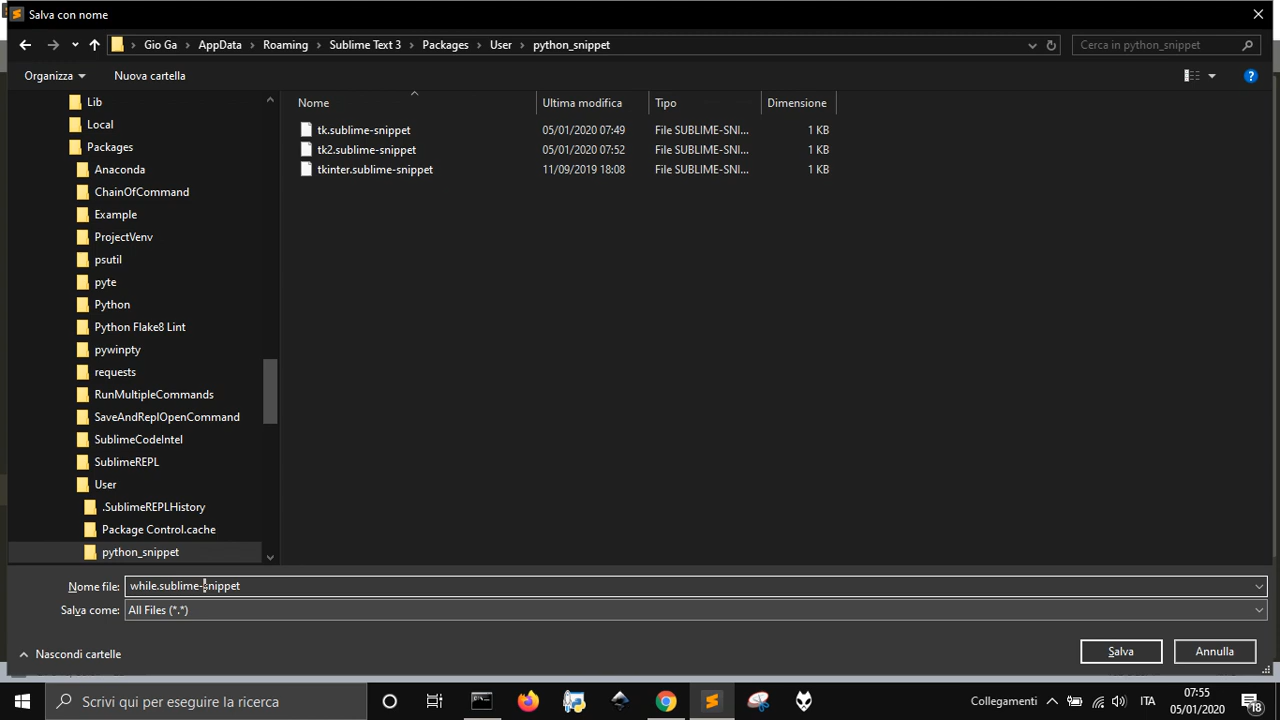 Salva con nome
Gio Ga › AppData › Roaming › Sublime Text 3 › Packages › User › python_snippet
Cerca in python_snippet
Organizza
Nuova cartella
Nome Ultima modifica Tipo Dimensione
tk.sublime-snippet 05/01/2020 07:49 File SUBLIME-SNI... 1 KB
tk2.sublime-snippet 05/01/2020 07:52 File SUBLIME-SNI... 1 KB
tkinter.sublime-snippet 11/09/2019 18:08 File SUBLIME-SNI... 1 KB
Lib
Local
Packages
Anaconda
ChainOfCommand
Example
ProjectVenv
psutil
pyte
Python
Python Flake8 Lint
pywinpty
requests
RunMultipleCommands
SaveAndReplOpenCommand
SublimeCodeIntel
SublimeREPL
User
.SublimeREPLHistory
Package Control.cache
python_snippet
Nome file: while.sublime-snippet
Salva come: All Files (*.*)
Nascondi cartelle
Salva
Annulla
Scrivi qui per eseguire la ricerca
Collegamenti
ITA
07:55
05/01/2020
18